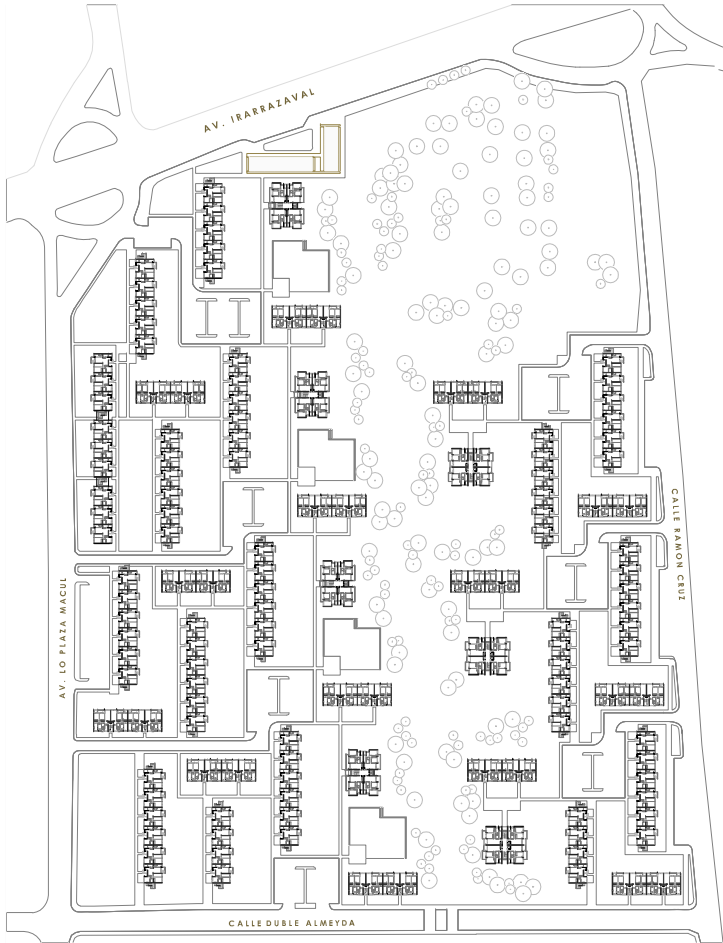 AV. IRARRAZAVAL
CALLE RAMON CRUZ
AV. LO PLAZA MACUL
CALLE DUBLE ALMEYDA